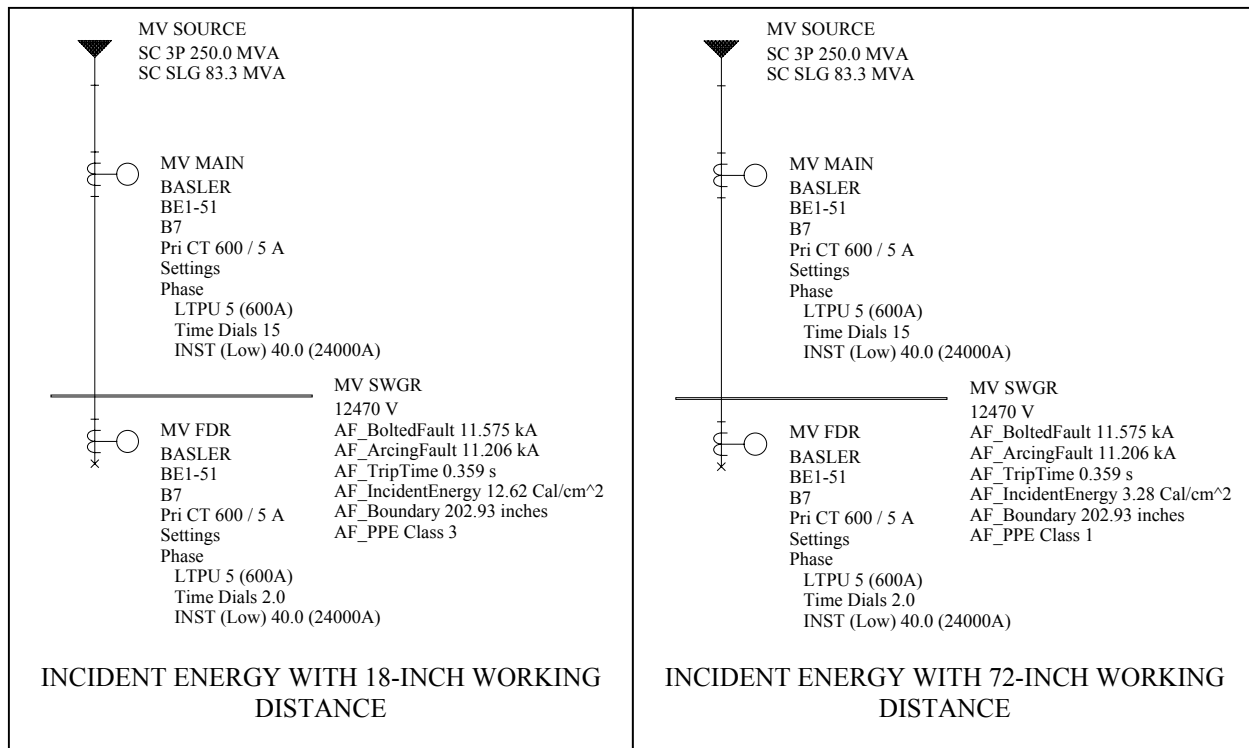 MV SOURCE
SC 3P 250.0 MVA
SC SLG 83.3 MVA
MV MAIN
BASLER
BE1-51
B7
Pri CT 600 / 5 A
Settings
Phase
LTPU 5 (600A)
Time Dials 15
INST (Low) 40.0 (24000A)
MV SWGR
12470 V
AF_BoltedFault 11.575 kA
AF_ArcingFault 11.206 kA
AF_TripTime 0.359 s
AF_IncidentEnergy 12.62 Cal/cm^2
AF_Boundary 202.93 inches
AF_PPE Class 3
MV FDR
BASLER
BE1-51
B7
Pri CT 600 / 5 A
Settings
Phase
LTPU 5 (600A)
Time Dials 2.0
INST (Low) 40.0 (24000A)
INCIDENT ENERGY WITH 18-INCH WORKING
DISTANCE
MV SOURCE
SC 3P 250.0 MVA
SC SLG 83.3 MVA
MV MAIN
BASLER
BE1-51
B7
Pri CT 600 / 5 A
Settings
Phase
LTPU 5 (600A)
Time Dials 15
INST (Low) 40.0 (24000A)
MV SWGR
12470 V
AF_BoltedFault 11.575 kA
AF_ArcingFault 11.206 kA
AF_TripTime 0.359 s
AF_IncidentEnergy 3.28 Cal/cm^2
AF_Boundary 202.93 inches
AF_PPE Class 1
MV FDR
BASLER
BE1-51
B7
Pri CT 600 / 5 A
Settings
Phase
LTPU 5 (600A)
Time Dials 2.0
INST (Low) 40.0 (24000A)
INCIDENT ENERGY WITH 72-INCH WORKING
DISTANCE